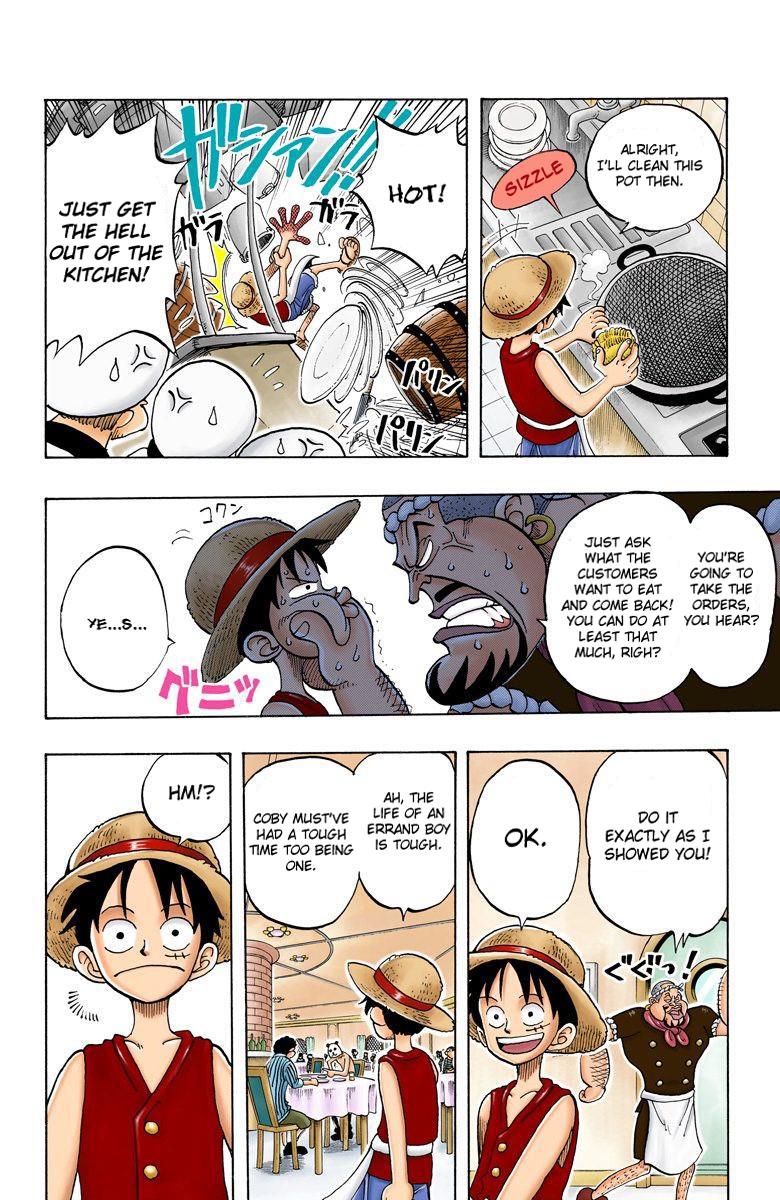 ALRIGHT,
I'LL CLEAN THIS
POT THEN.
SIZZLE
HOT!
ガシャアン!!
ガラ
ガラ
パリン
パリン
JUST GET
THE HELL
OUT OF THE
KITCHEN!
YOU'RE
GOING TO
TAKE THE
ORDERS,
YOU HEAR?
JUST ASK
WHAT THE
CUSTOMERS
WANT TO EAT
AND COME BACK!
YOU CAN DO AT
LEAST THAT
MUCH, RIGH?
コクン
グニッ
YE...S...
DO IT
EXACTLY AS I
SHOWED YOU!
ぐぐっ!
OK.
AH, THE
LIFE OF AN
ERRAND BOY
IS TOUGH.
COBY MUST'VE
HAD A TOUGH
TIME TOO BEING
ONE.
HM!?